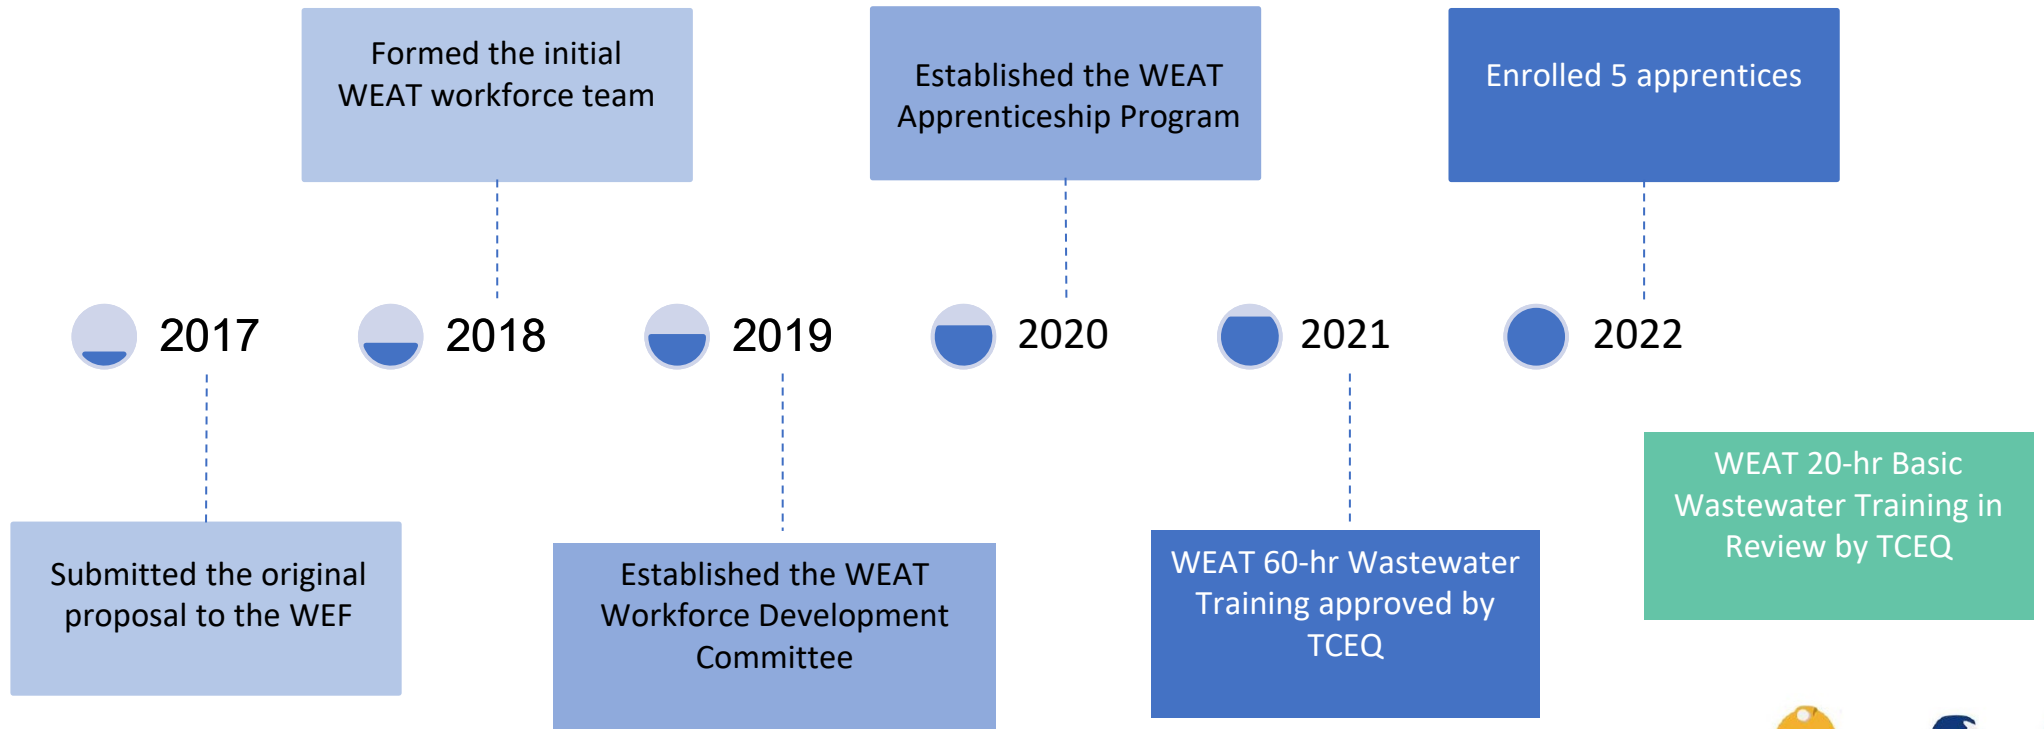 Formed the initial
WEAT workforce team
Established the WEAT
Apprenticeship Program
Enrolled 5 apprentices
2017
2018
2019
2020
2021
2022
Submitted the original
proposal to the WEF
Established the WEAT
Workforce Development
Committee
WEAT 60-hr Wastewater
Training approved by
TCEQ
WEAT 20-hr Basic
Wastewater Training in
Review by TCEQ